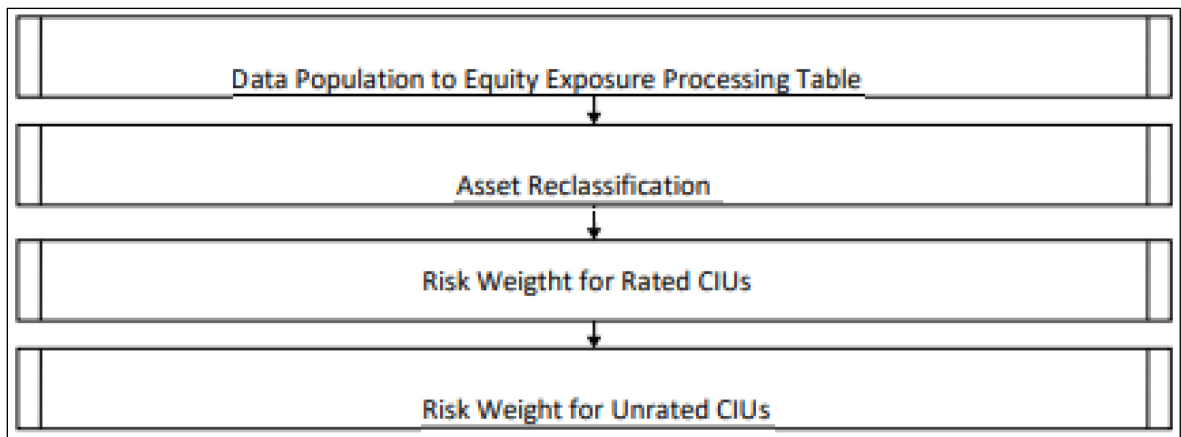 Data Population to Equity Exposure Processing Table
Asset Reclassification
Risk Weigtht for Rated CIUs
Risk Weight for Unrated CIUs